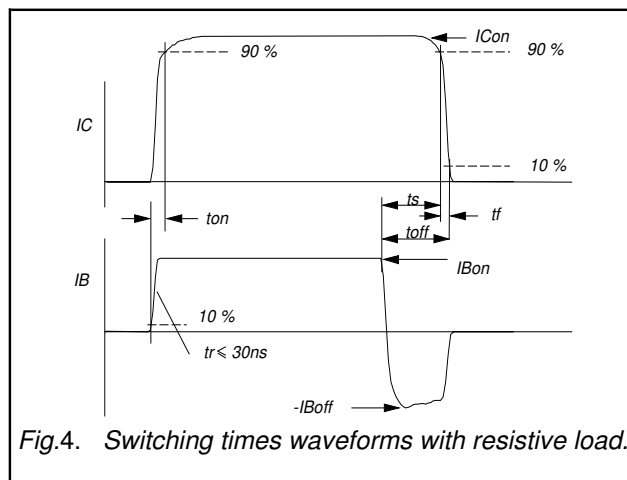 ICon
90 %
90 %
IC
10 %
ts
ton
toff
tf
IB
IBon
10 %
tr ⩽ 30ns
-IBoff
Fig.4. Switching times waveforms with resistive load.